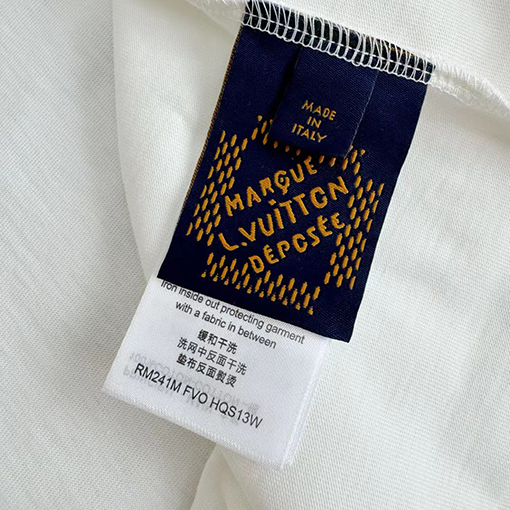 MADE
IN
ITALY
MARQUE
L.VUITTON
DÉPOSÉE
Iron inside out protecting garment
with a fabric in between
缓和干洗
洗网中反面干洗
垫布反面熨烫
RM241M FVO HQS13W